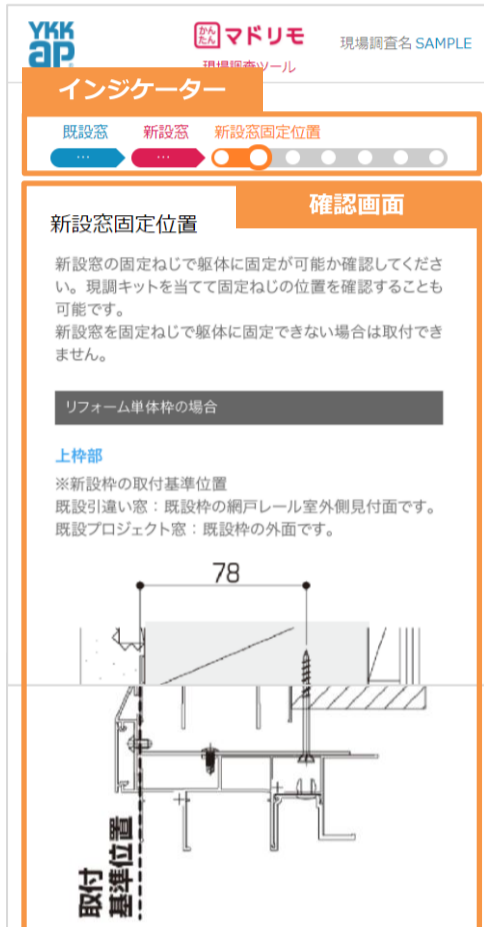 YKK
ap
かんたん マドリモ
現場調査ツール
現場調査名 SAMPLE
インジケーター
既設窓 新設窓 新設窓固定位置
… …
確認画面
新設窓固定位置
新設窓の固定ねじで躯体に固定が可能か確認してくださ
い。現調キットを当てて固定ねじの位置を確認することも
可能です。
新設窓を固定ねじで躯体に固定できない場合は取付でき
ません。
リフォーム単体枠の場合
上枠部
※新設枠の取付基準位置
既設引違い窓：既設枠の網戸レール室外側見付面です。
既設プロジェクト窓：既設枠の外面です。
78
取付
基準位置